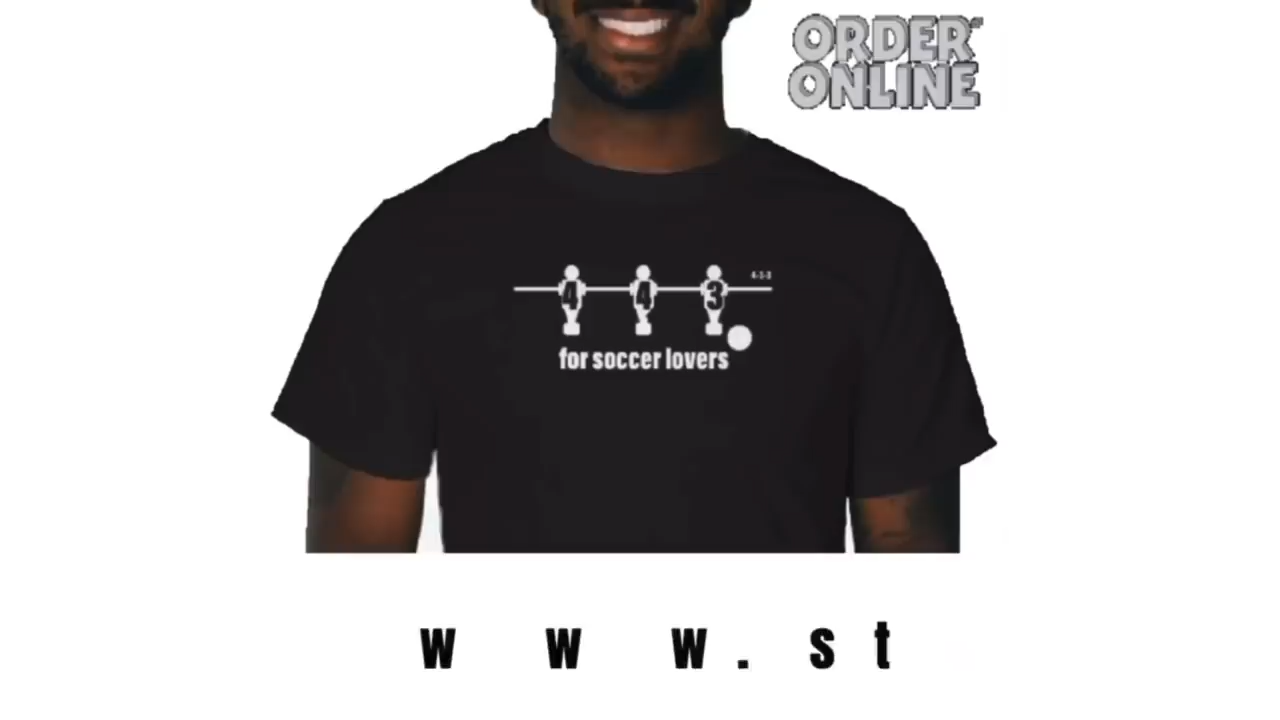 ORDER
ONLINE
4 4 3
for soccer lovers
w w w . s t